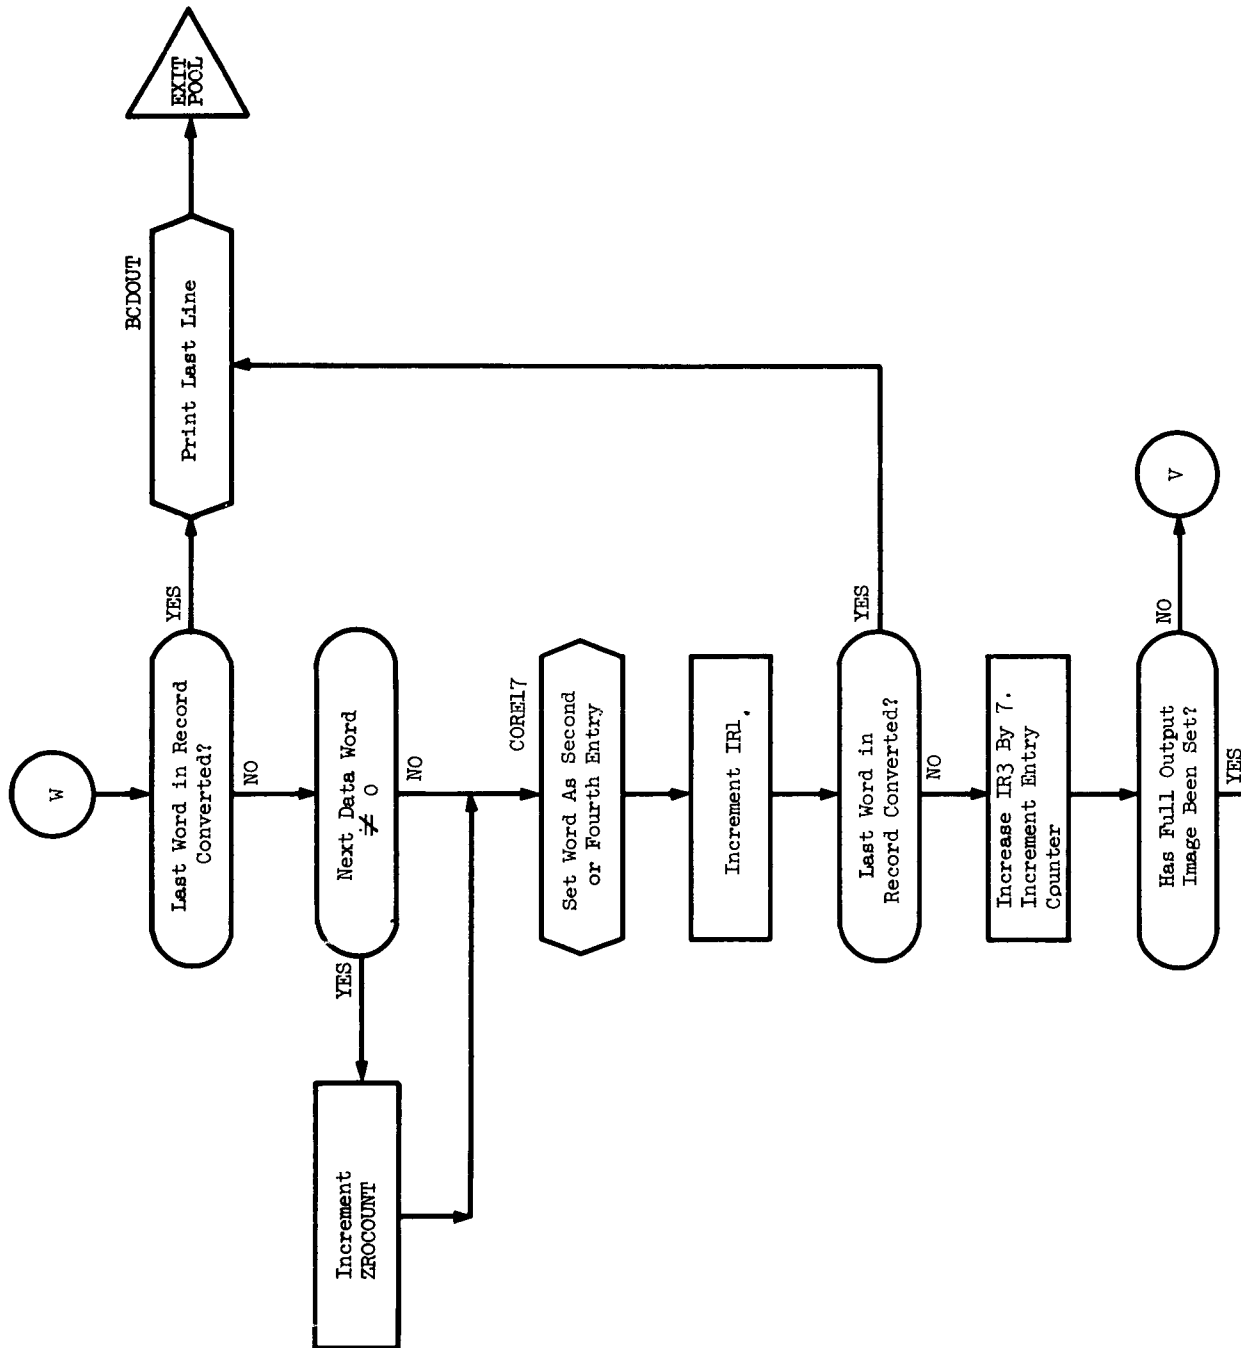 W
Last Word in Record
Converted?
YES
BCDOUT
Print Last Line
EXIT
POOL
NO
Next Data Word
≠ 0
YES
NO
Increment
ZROCOUNT
CORE17
Set Word As Second
or Fourth Entry
Increment IR1.
Last Word in
Record Converted?
YES
NO
Increase IR3 By 7.
Increment Entry
Counter
Has Full Output
Image Been Set?
NO
V
YES